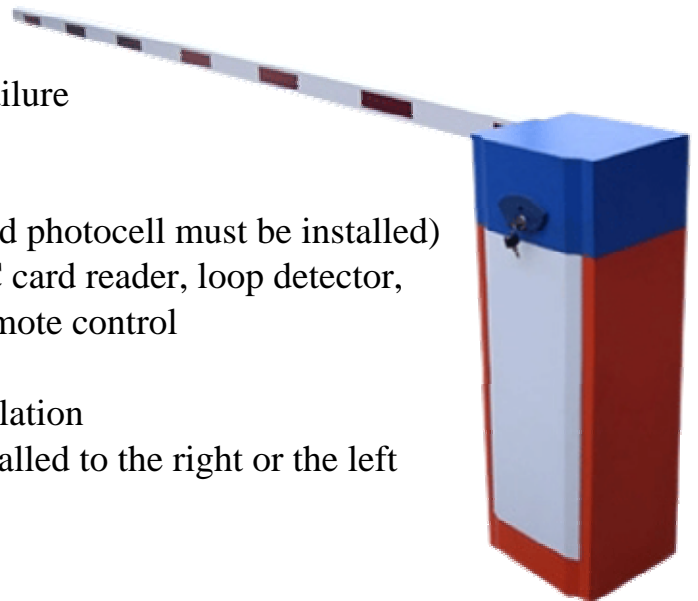 ilure
d photocell must be installed)
C card reader, loop detector,
mote control
lation
alled to the right or the left